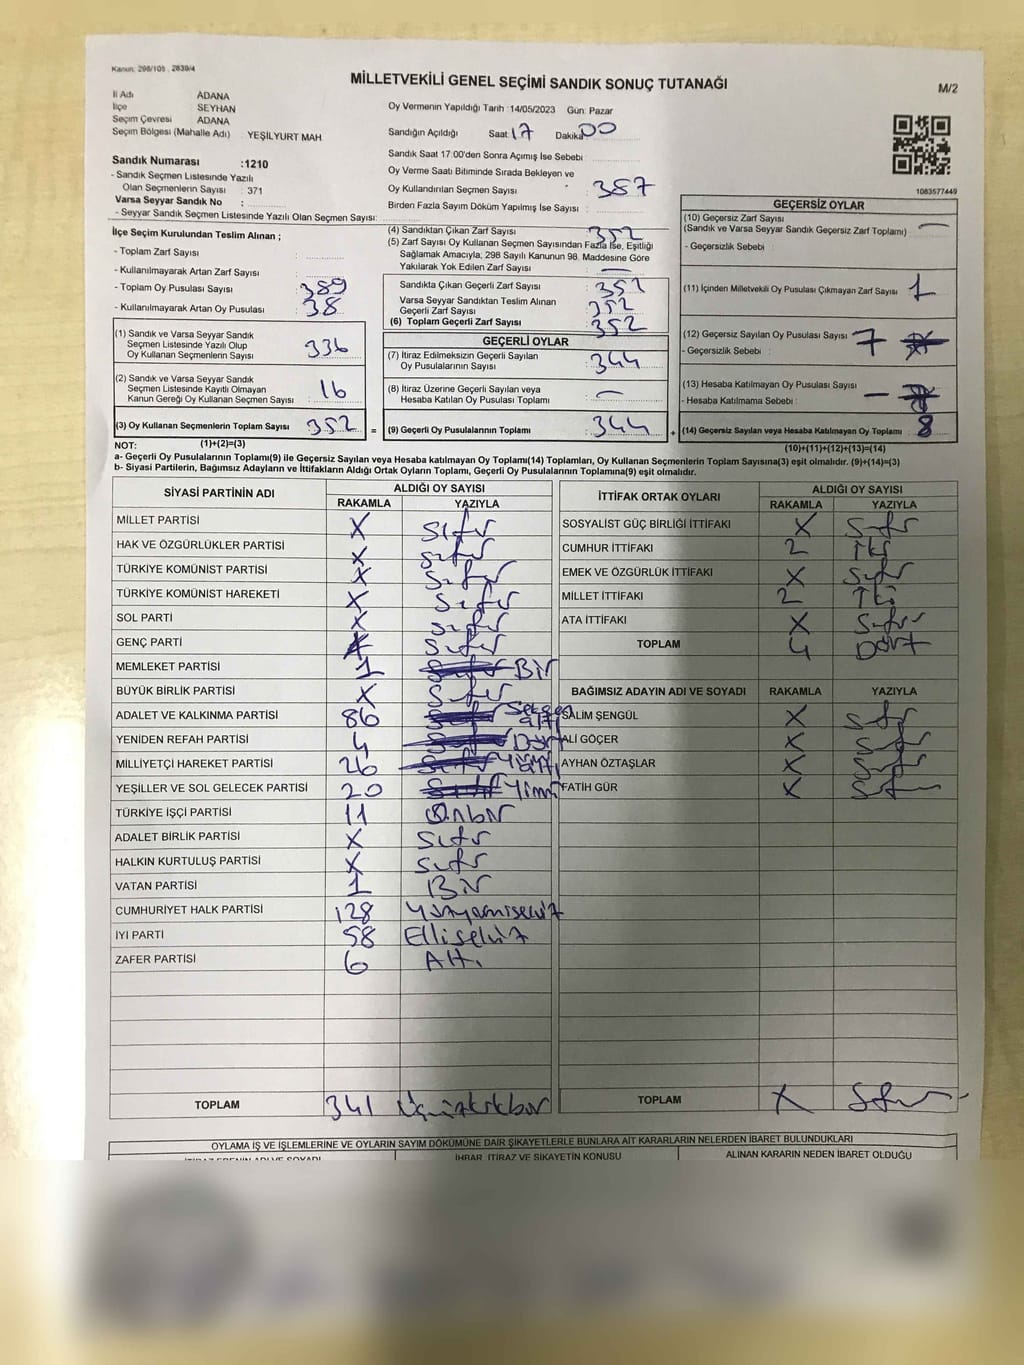 Kanun: 298/105 , 2839/4
MİLLETVEKİLİ GENEL SEÇİMİ SANDIK SONUÇ TUTANAĞI
M/2
İl Adı ADANA
İlçe SEYHAN
Seçim Çevresi ADANA
Seçim Bölgesi (Mahalle Adı) : YEŞİLYURT MAH
Oy Vermenin Yapıldığı Tarih :14/05/2023 Gün: Pazar
Sandığın Açıldığı Saat 17 Dakika 00
Sandık Saat 17:00'den Sonra Açımış İse Sebebi
Sandık Numarası :1210
- Sandık Seçmen Listesinde Yazılı
Olan Seçmenlerin Sayısı : 371
Varsa Seyyar Sandık No :
- Seyyar Sandık Seçmen Listesinde Yazılı Olan Seçmen Sayısı:
Oy Verme Saati Bitiminde Sırada Bekleyen ve
Oy Kullandırılan Seçmen Sayısı : 387
Birden Fazla Sayım Döküm Yapılmış İse Sayısı :
1083577449
İlçe Seçim Kurulundan Teslim Alınan ;
- Toplam Zarf Sayısı :
- Kullanılmayarak Artan Zarf Sayısı :
- Toplam Oy Pusulası Sayısı : 389
- Kullanılmayarak Artan Oy Pusulası : 38
(4) Sandıktan Çıkan Zarf Sayısı : 352
(5) Zarf Sayısı Oy Kullanan Seçmen Sayısından Fazla İse, Eşitliği
Sağlamak Amacıyla; 298 Sayılı Kanunun 98. Maddesine Göre
Yakılarak Yok Edilen Zarf Sayısı : —
Sandıkta Çıkan Geçerli Zarf Sayısı : 352
Varsa Seyyar Sandıktan Teslim Alınan
Geçerli Zarf Sayısı : 352
(6) Toplam Geçerli Zarf Sayısı : 352
GEÇERSİZ OYLAR
(10) Geçersiz Zarf Sayısı
(Sandık ve Varsa Seyyar Sandık Geçersiz Zarf Toplamı) —
- Geçersizlik Sebebi :
(11) İçinden Milletvekili Oy Pusulası Çıkmayan Zarf Sayısı : 1
(12) Geçersiz Sayılan Oy Pusulası Sayısı : 7
- Geçersizlik Sebebi :
(13) Hesaba Katılmayan Oy Pusulası Sayısı : —
- Hesaba Katılmama Sebebi :
(14) Geçersiz Sayılan veya Hesaba Katılmayan Oy Toplamı : 8
(10)+(11)+(12)+(13)=(14)
(1) Sandık ve Varsa Seyyar Sandık
Seçmen Listesinde Yazılı Olup
Oy Kullanan Seçmenlerin Sayısı : 336
(2) Sandık ve Varsa Seyyar Sandık
Seçmen Listesinde Kayıtlı Olmayan
Kanun Gereği Oy Kullanan Seçmen Sayısı : 16
(3) Oy Kullanan Seçmenlerin Toplam Sayısı : 352 =
(1)+(2)=(3)
GEÇERLİ OYLAR
(7) İtiraz Edilmeksizin Geçerli Sayılan
Oy Pusulalarının Sayısı : 344
(8) İtiraz Üzerine Geçerli Sayılan veya
Hesaba Katılan Oy Pusulası Toplamı : —
(9) Geçerli Oy Pusulalarının Toplamı : 344 +
NOT:
a- Geçerli Oy Pusulalarının Toplamı(9) ile Geçersiz Sayılan veya Hesaba Katılmayan Oy Toplamı(14) Toplamları, Oy Kullanan Seçmenlerin Toplam Sayısına(3) eşit olmalıdır. (9)+(14)=(3)
b- Siyasi Partilerin, Bağımsız Adayların ve İttifakların Aldığı Ortak Oyların Toplamı, Geçerli Oy Pusulalarının Toplamına(9) eşit olmalıdır.
SİYASİ PARTİNİN ADI ALDIĞI OY SAYISI
RAKAMLA YAZIYLA
MİLLET PARTİSİ X Sıfır
HAK VE ÖZGÜRLÜKLER PARTİSİ X Sıfır
TÜRKİYE KOMÜNİST PARTİSİ X Sıfır
TÜRKİYE KOMÜNİST HAREKETİ X Sıfır
SOL PARTİ X Sıfır
GENÇ PARTİ X Sıfır
MEMLEKET PARTİSİ 1 Bir
BÜYÜK BİRLİK PARTİSİ X Sıfır
ADALET VE KALKINMA PARTİSİ 86 Seksen altı
YENİDEN REFAH PARTİSİ 4 Dört
MİLLİYETÇİ HAREKET PARTİSİ 26 Yirmi altı
YEŞİLLER VE SOL GELECEK PARTİSİ 20 Yirmi
TÜRKİYE İŞÇİ PARTİSİ 11 Onbir
ADALET BİRLİK PARTİSİ X Sıfır
HALKIN KURTULUŞ PARTİSİ X Sıfır
VATAN PARTİSİ 1 Bir
CUMHURİYET HALK PARTİSİ 128 Yüzyirmisekiz
İYİ PARTİ 58 Ellisekiz
ZAFER PARTİSİ 6 Altı
TOPLAM 341 Üçyüzkırkbir
İTTİFAK ORTAK OYLARI ALDIĞI OY SAYISI
RAKAMLA YAZIYLA
SOSYALİST GÜÇ BİRLİĞİ İTTİFAKI X Sıfır
CUMHUR İTTİFAKI 2 İki
EMEK VE ÖZGÜRLÜK İTTİFAKI X Sıfır
MİLLET İTTİFAKI 2 İki
ATA İTTİFAKI X Sıfır
TOPLAM 4 Dört
BAĞIMSIZ ADAYIN ADI VE SOYADI RAKAMLA YAZIYLA
SALİM ŞENGÜL X Sıfır
ALİ GÖÇER X Sıfır
AYHAN ÖZTAŞLAR X Sıfır
FATİH GÜR X Sıfır
TOPLAM X Sıfır
OYLAMA İŞ VE İŞLEMLERİNE VE OYLARIN SAYIM DÖKÜMÜNE DAİR ŞİKAYETLERLE BUNLARA AİT KARARLARIN NELERDEN İBARET BULUNDUKLARI
İTİRAZ EDENİN ADI VE SOYADI İHBAR, İTİRAZ VE ŞİKAYETİN KONUSU ALINAN KARARIN NEDEN İBARET OLDUĞU